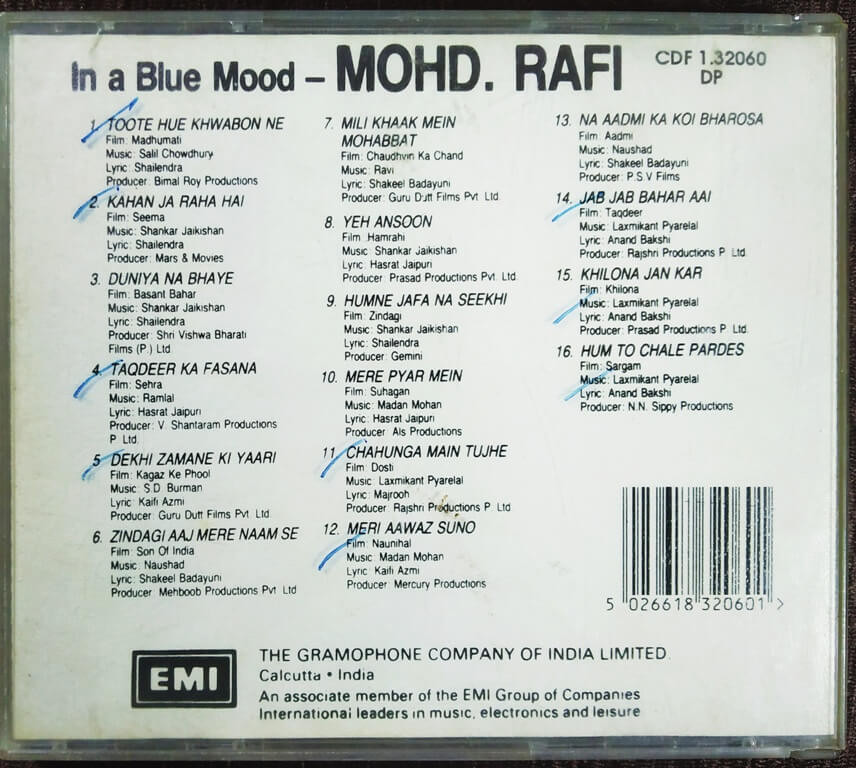 In a Blue Mood – MOHD. RAFI
CDF 1.32060
DP
1. TOOTE HUE KHWABON NE
Film: Madhumati
Music: Salil Chowdhury
Lyric: Shailendra
Producer: Bimal Roy Productions
2. KAHAN JA RAHA HAI
Film: Seema
Music: Shankar Jaikishan
Lyric: Shailendra
Producer: Mars & Movies
3. DUNIYA NA BHAYE
Film: Basant Bahar
Music: Shankar Jaikishan
Lyric: Shailendra
Producer: Shri Vishwa Bharati
Films (P.) Ltd
4. TAQDEER KA FASANA
Film: Sehra
Music: Ramlal
Lyric: Hasrat Jaipuri
Producer: V. Shantaram Productions
P Ltd.
5 DEKHI ZAMANE KI YAARI
Film: Kagaz Ke Phool
Music: S.D. Burman
Lyric: Kaifi Azmi
Producer: Guru Dutt Films Pvt. Ltd
6. ZINDAGI AAJ MERE NAAM SE
Film: Son Of India
Music: Naushad
Lyric: Shakeel Badayuni
Producer: Mehboob Productions Pvt Ltd
7. MILI KHAAK MEIN
MOHABBAT
Film: Chaudhvin Ka Chand
Music: Ravi
Lyric: Shakeel Badayuni
Producer: Guru Dutt Films Pvt Ltd
8. YEH ANSOON
Film Hamrahi
Music: Shankar Jaikishan
Lyric: Hasrat Jaipuri
Producer: Prasad Productions Pvt. Ltd
9. HUMNE JAFA NA SEEKHI
Film: Zindagi
Music: Shankar Jaikishan
Lyric: Shailendra
Producer: Gemini
10. MERE PYAR MEIN
Film: Suhagan
Music: Madan Mohan
Lyric: Hasrat Jaipuri
Producer: Als Productions
11. CHAHUNGA MAIN TUJHE
Film: Dosti
Music: Laxmikant Pyarelal
Lyric: Majrooh
Producer: Rajshri Productions P Ltd
12. MERI AAWAZ SUNO
Film: Naunihal
Music: Madan Mohan
Lyric: Kaifi Azmi
Producer: Mercury Productions
13. NA AADMI KA KOI BHAROSA
Film: Aadmi
Music: Naushad
Lyric: Shakeel Badayuni
Producer: P.S.V Films
14. JAB JAB BAHAR AAI
Film: Taqdeer
Music: Laxmikant Pyarelal
Lyric: Anand Bakshi
Producer: Rajshri Productions P Ltd.
15. KHILONA JAN KAR
Film: Khilona
Music: Laxmikant Pyarelal
Lyric: Anand Bakshi
Producer: Prasad Productions P Ltd.
16. HUM TO CHALE PARDES
Film: Sargam
Music: Laxmikant Pyarelal
Lyric: Anand Bakshi
Producer: N.N. Sippy Productions
5 026618 320601 >
EMI
THE GRAMOPHONE COMPANY OF INDIA LIMITED.
Calcutta • India
An associate member of the EMI Group of Companies
International leaders in music, electronics and leisure